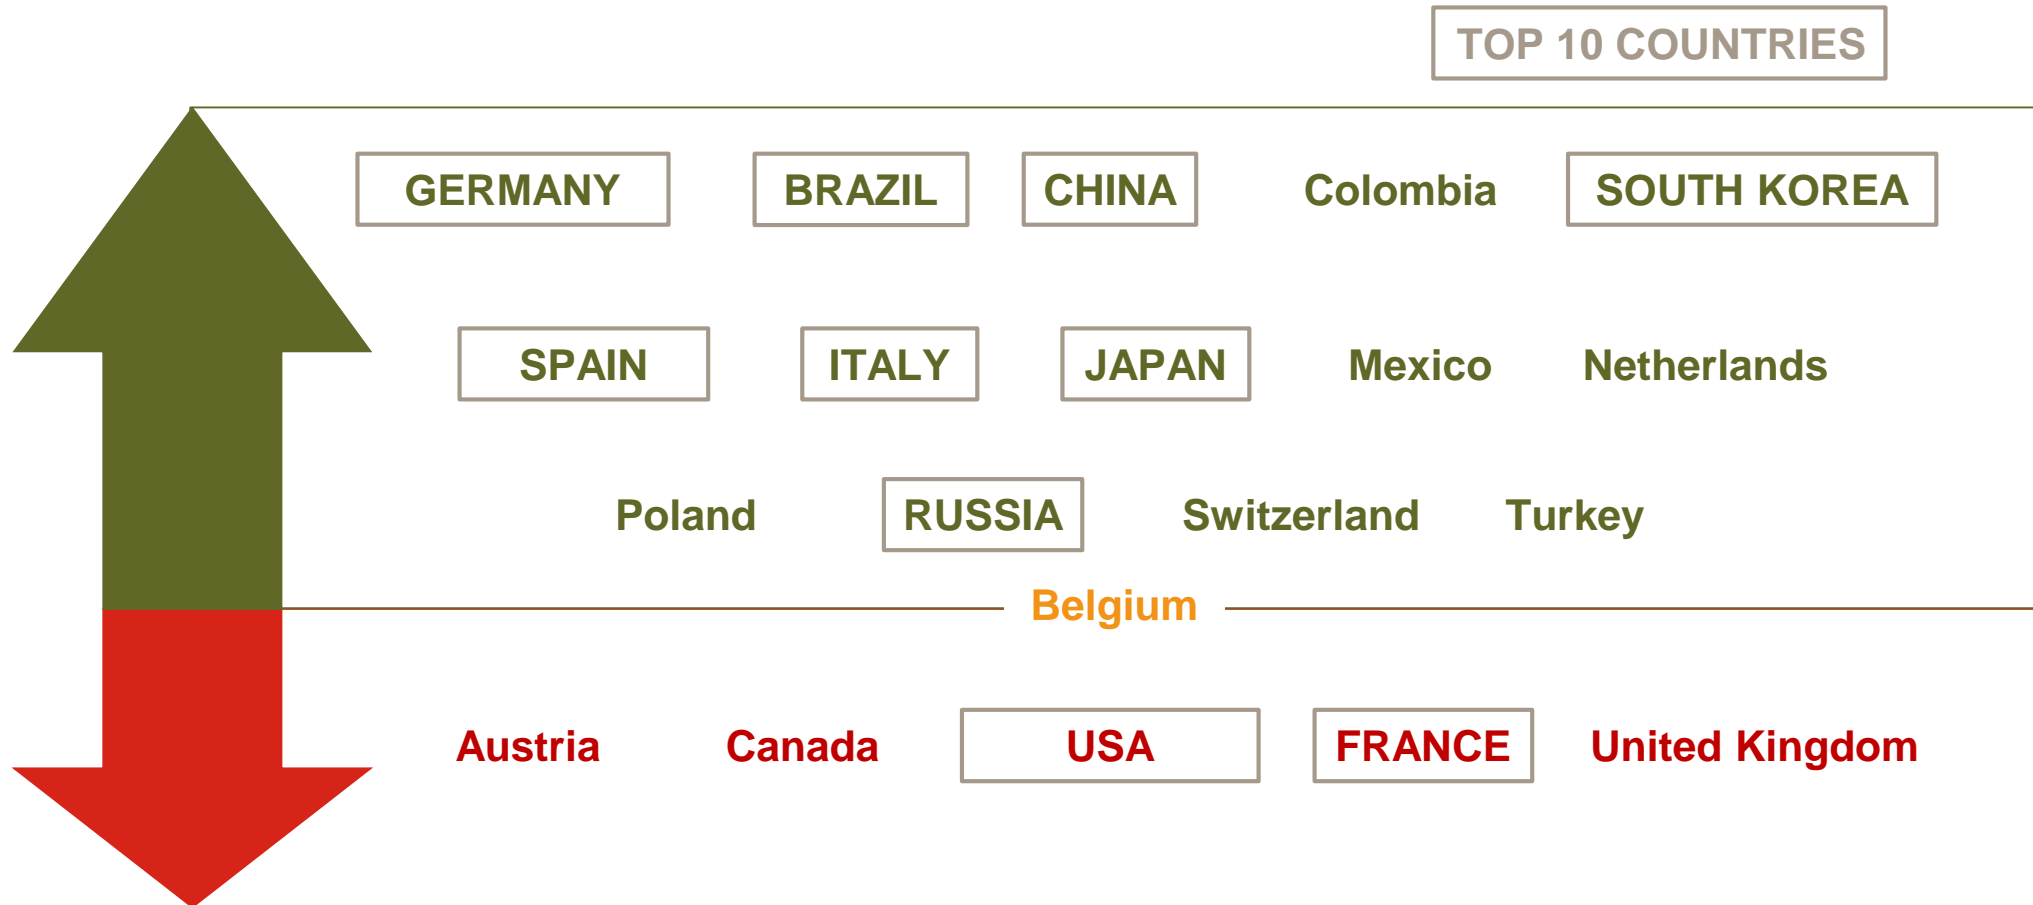 TOP 10 COUNTRIES
GERMANY BRAZIL CHINA Colombia SOUTH KOREA
SPAIN ITALY JAPAN Mexico Netherlands
Poland RUSSIA Switzerland Turkey
Belgium
Austria Canada USA FRANCE United Kingdom